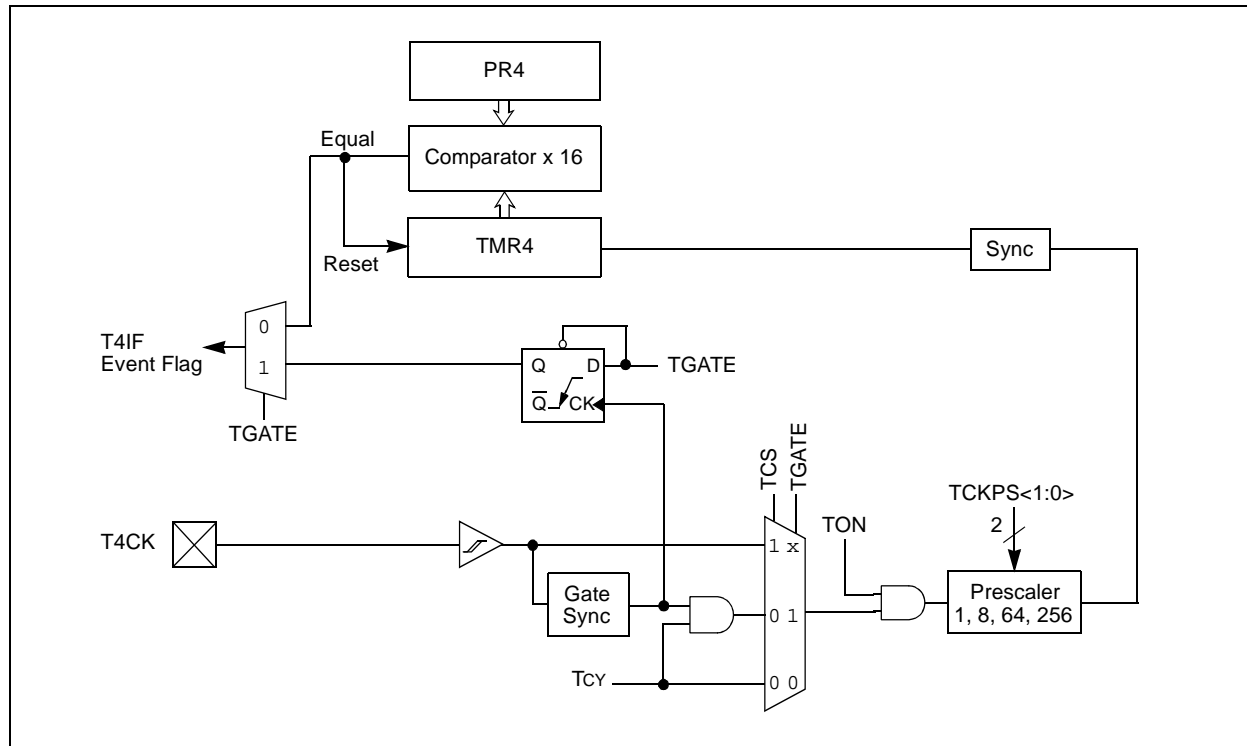 PR4
Equal
Comparator x 16
TMR4
Reset
Sync
0
T4IF
Event Flag
1
Q
D
TGATE
Q̅
CK
TGATE
TCS
TGATE
TCKPS<1:0>
2
TON
T4CK
1 x
Gate
Sync
0 1
Prescaler
1, 8, 64, 256
TCY
0 0